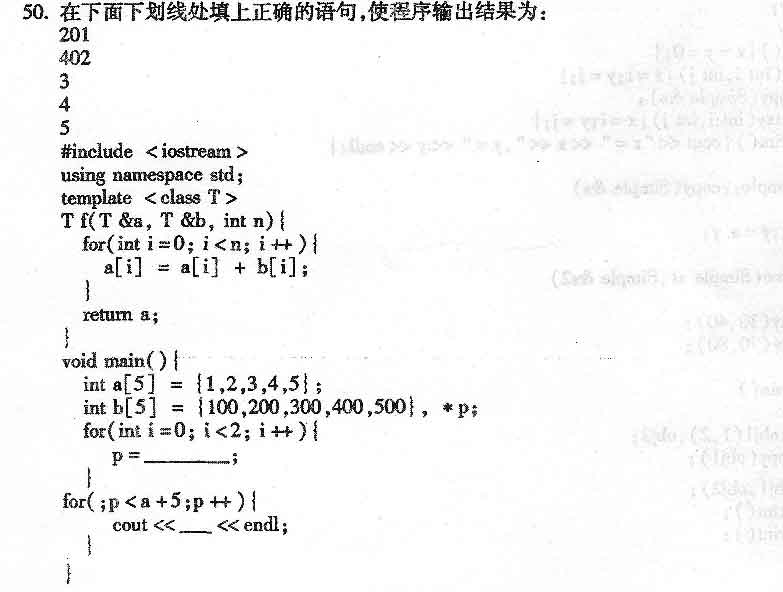 50. 在下面下划线处填上正确的语句,使程序输出结果为:
201
402
3
4
5
#include <iostream>
using namespace std;
template <class T>
T f(T &a, T &b, int n){
for(int i=0; i<n; i++){
a[i] = a[i] + b[i];
}
return a;
}
void main(){
int a[5] = {1,2,3,4,5};
int b[5] = {100,200,300,400,500}, *p;
for(int i=0; i<2; i++){
p=________;
}
for(;p<a+5;p++){
cout<<___<<endl;
}
}